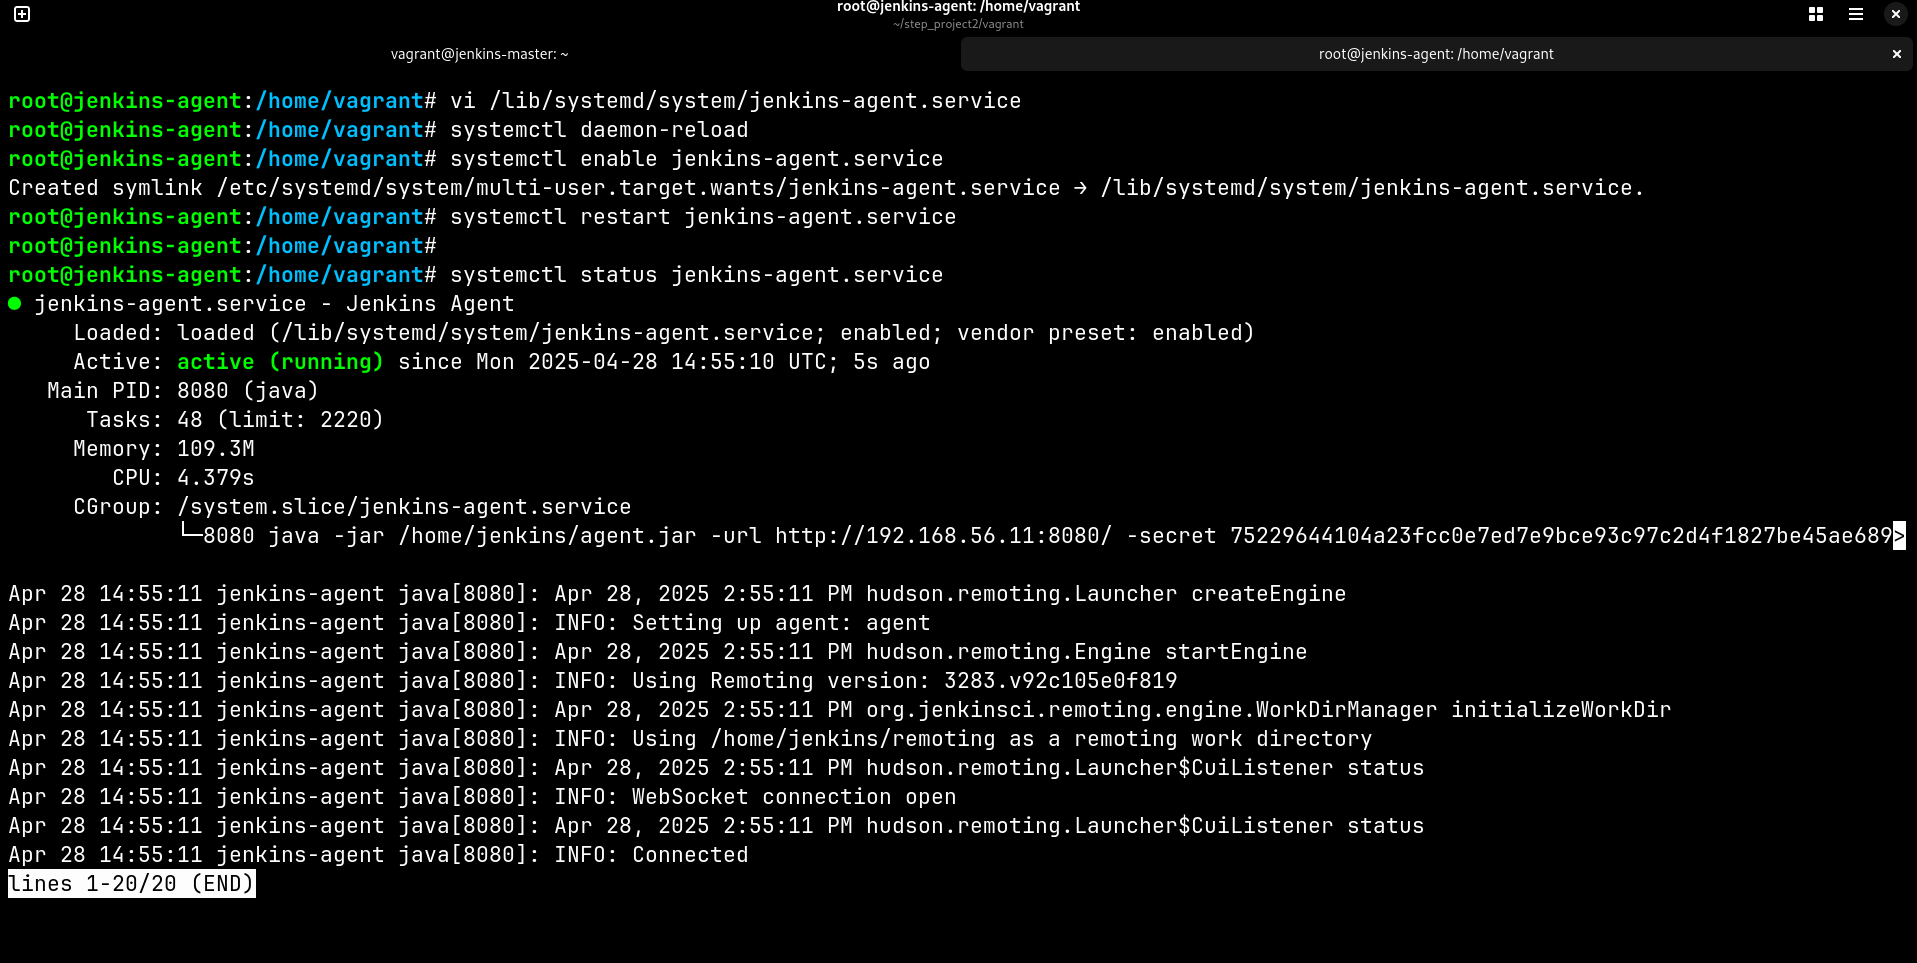 root@jenkins-agent: /home/vagrant
~/step_project2/vagrant
vagrant@jenkins-master: ~
root@jenkins-agent: /home/vagrant
root@jenkins-agent:/home/vagrant# vi /lib/systemd/system/jenkins-agent.service
root@jenkins-agent:/home/vagrant# systemctl daemon-reload
root@jenkins-agent:/home/vagrant# systemctl enable jenkins-agent.service
Created symlink /etc/systemd/system/multi-user.target.wants/jenkins-agent.service → /lib/systemd/system/jenkins-agent.service.
root@jenkins-agent:/home/vagrant# systemctl restart jenkins-agent.service
root@jenkins-agent:/home/vagrant#
root@jenkins-agent:/home/vagrant# systemctl status jenkins-agent.service
● jenkins-agent.service - Jenkins Agent
Loaded: loaded (/lib/systemd/system/jenkins-agent.service; enabled; vendor preset: enabled)
Active: active (running) since Mon 2025-04-28 14:55:10 UTC; 5s ago
Main PID: 8080 (java)
Tasks: 48 (limit: 2220)
Memory: 109.3M
CPU: 4.379s
CGroup: /system.slice/jenkins-agent.service
└─8080 java -jar /home/jenkins/agent.jar -url http://192.168.56.11:8080/ -secret 75229644104a23fcc0e7ed7e9bce93c97c2d4f1827be45ae689>
Apr 28 14:55:11 jenkins-agent java[8080]: Apr 28, 2025 2:55:11 PM hudson.remoting.Launcher createEngine
Apr 28 14:55:11 jenkins-agent java[8080]: INFO: Setting up agent: agent
Apr 28 14:55:11 jenkins-agent java[8080]: Apr 28, 2025 2:55:11 PM hudson.remoting.Engine startEngine
Apr 28 14:55:11 jenkins-agent java[8080]: INFO: Using Remoting version: 3283.v92c105e0f819
Apr 28 14:55:11 jenkins-agent java[8080]: Apr 28, 2025 2:55:11 PM org.jenkinsci.remoting.engine.WorkDirManager initializeWorkDir
Apr 28 14:55:11 jenkins-agent java[8080]: INFO: Using /home/jenkins/remoting as a remoting work directory
Apr 28 14:55:11 jenkins-agent java[8080]: Apr 28, 2025 2:55:11 PM hudson.remoting.Launcher$CuiListener status
Apr 28 14:55:11 jenkins-agent java[8080]: INFO: WebSocket connection open
Apr 28 14:55:11 jenkins-agent java[8080]: Apr 28, 2025 2:55:11 PM hudson.remoting.Launcher$CuiListener status
Apr 28 14:55:11 jenkins-agent java[8080]: INFO: Connected
lines 1-20/20 (END)